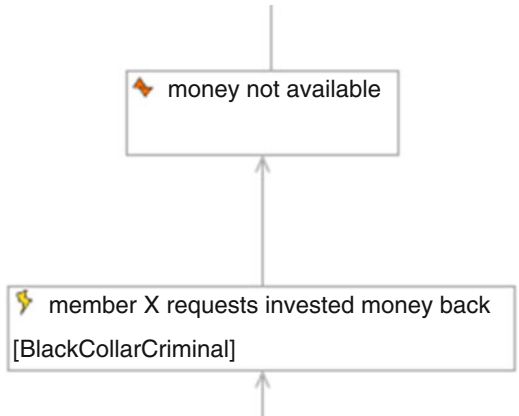 money not available
member X requests invested money back
[BlackCollarCriminal]